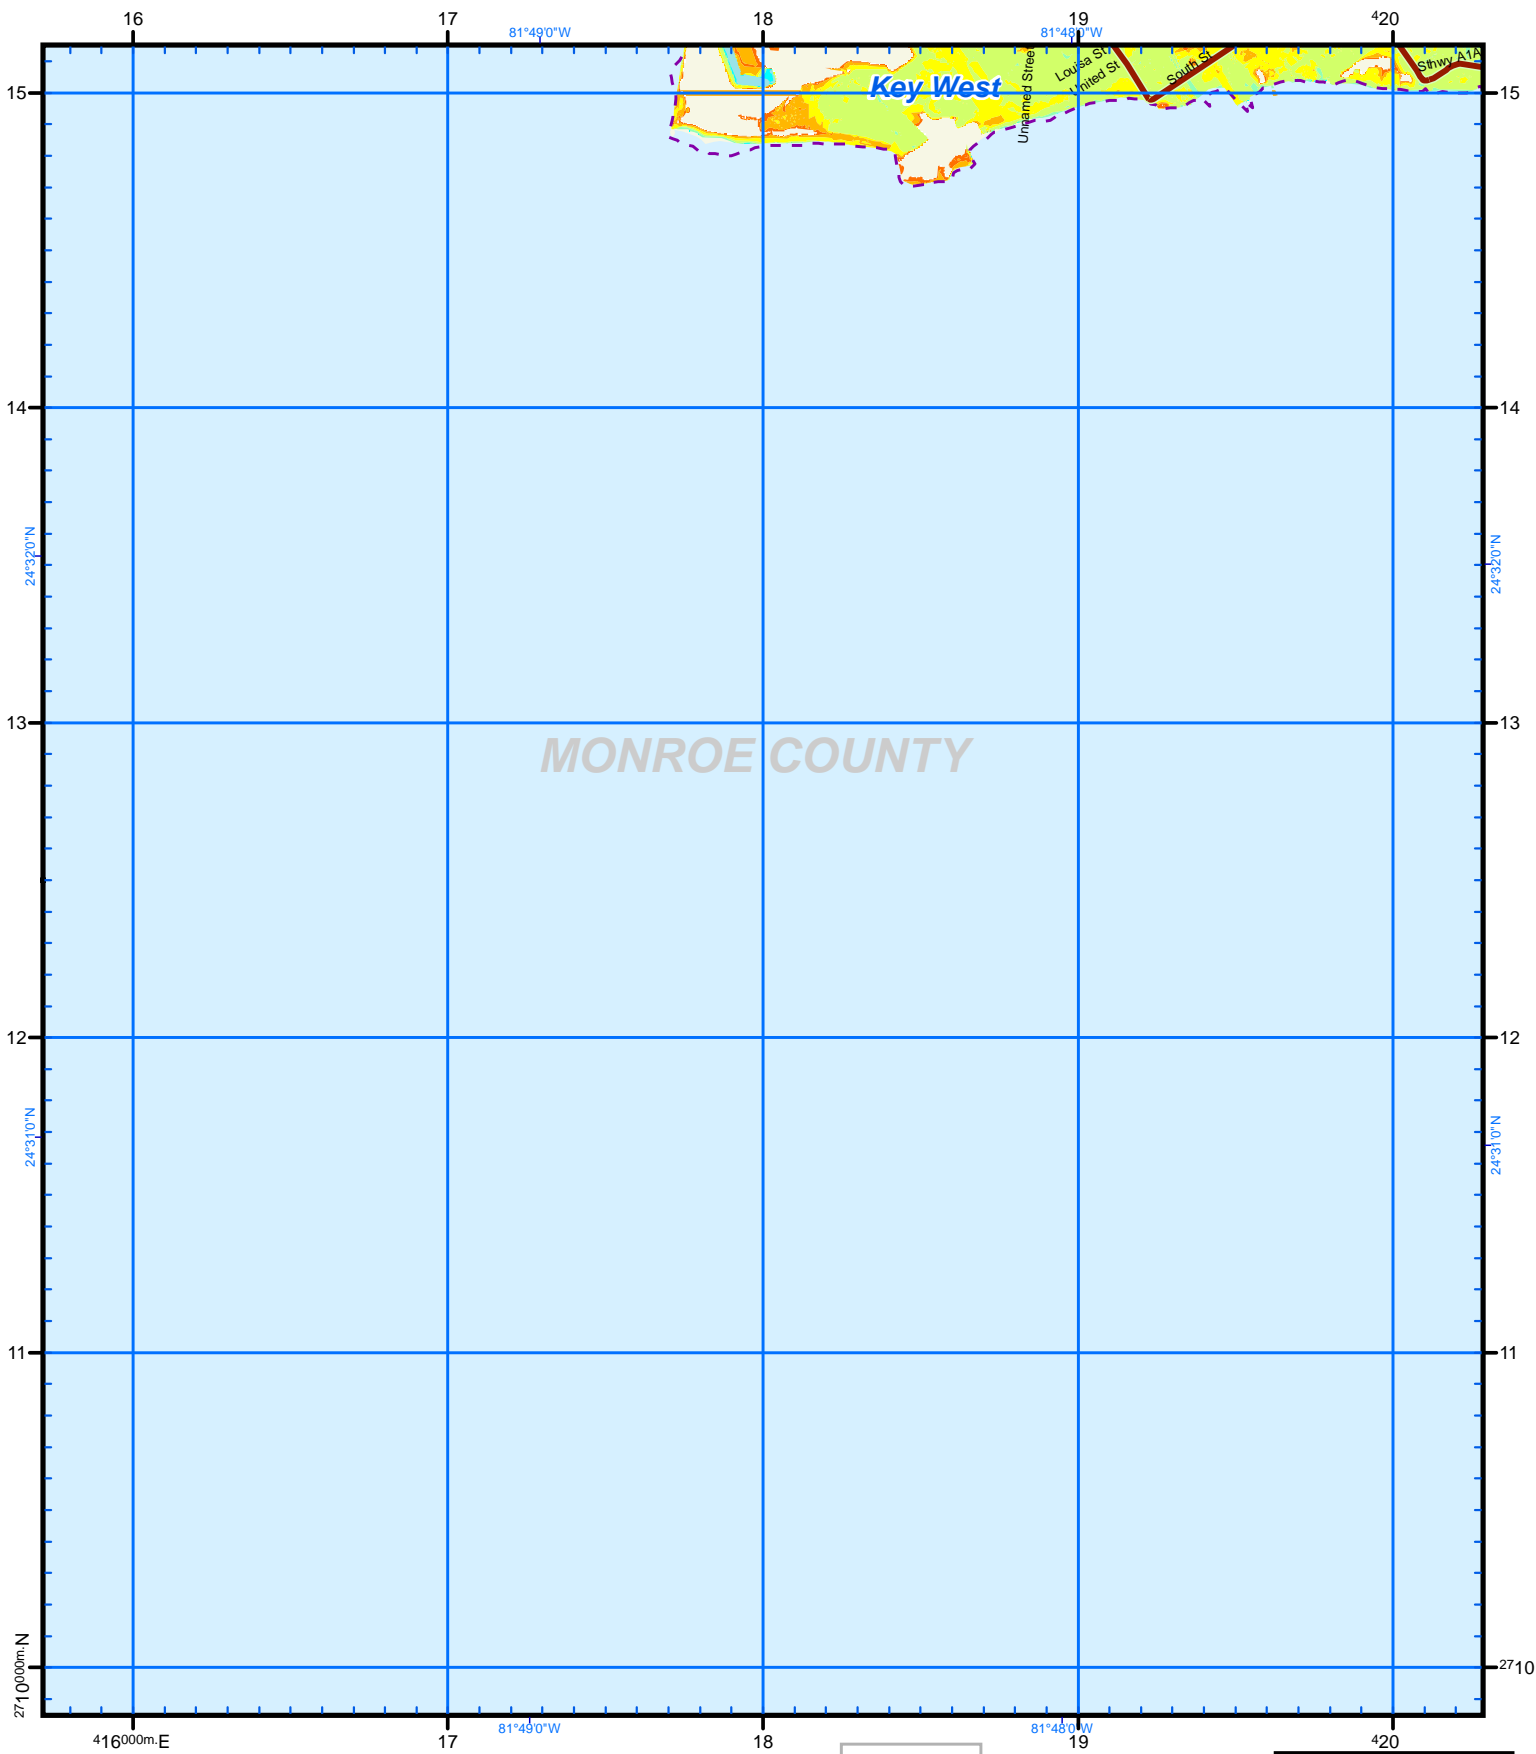 16 17 18 19 ⁴20
81°49'0"W 81°48'0"W
Louisa St
United St
South St
Sthwy A1A
Unnamed Street
Key West
15 15
14 14
24°32'0"N 24°32'0"N
13 13
MONROE COUNTY
12 12
24°31'0"N 24°31'0"N
11 11
²⁷10⁰⁰⁰ᵐ·N ²⁷10
81°49'0"W 81°48'0"W
⁴16⁰⁰⁰ᵐ·E 17 18 19 ⁴20